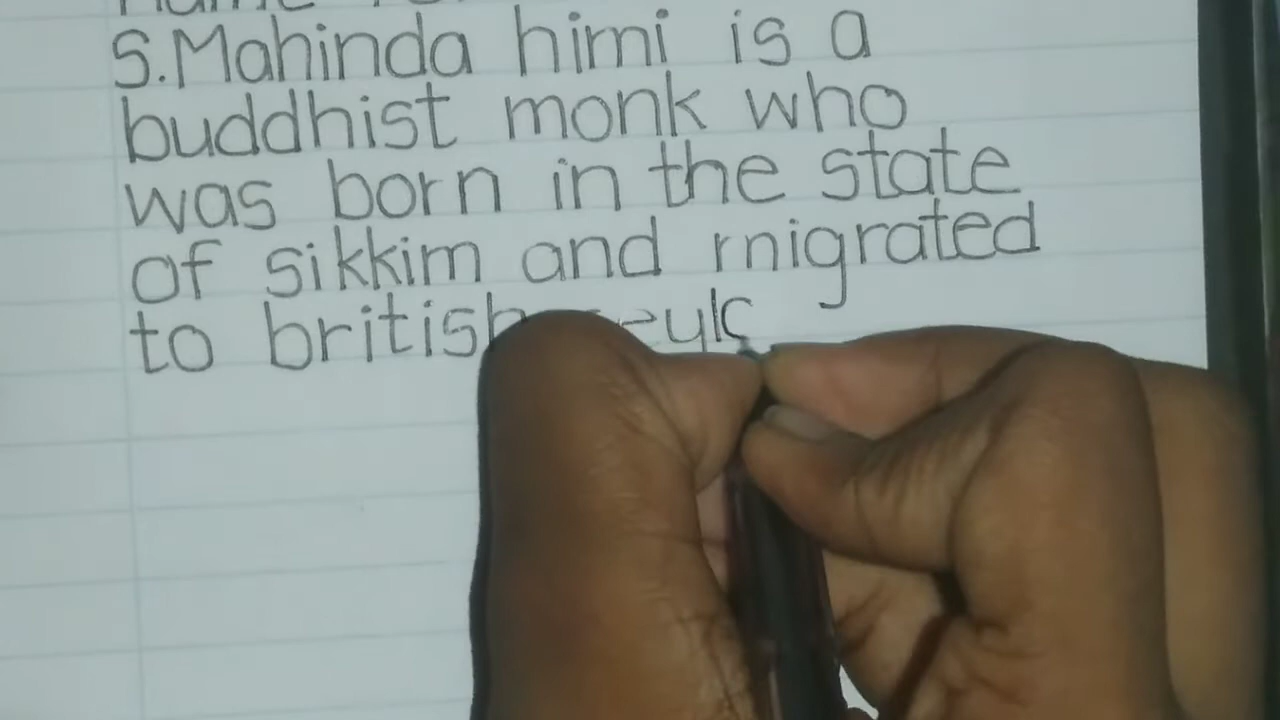 S.Mahinda himi is a
buddhist monk who
was born in the state
of sikkim and migrated
to british